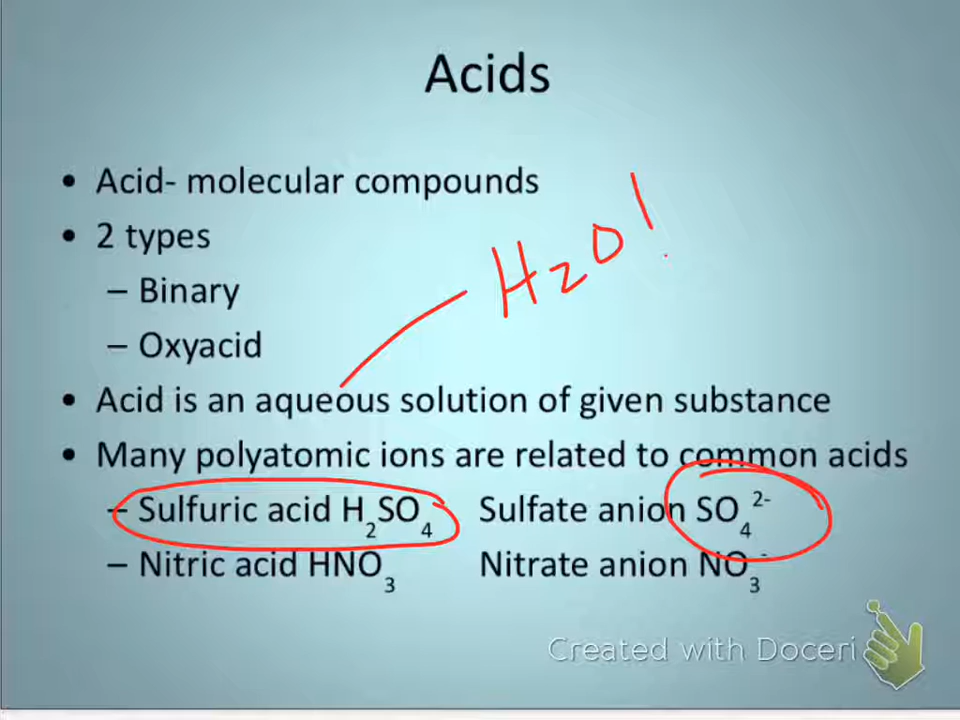 Acids
• Acid- molecular compounds
• 2 types
– Binary
H₂O!
– Oxyacid
• Acid is an aqueous solution of given substance
• Many polyatomic ions are related to common acids
– Sulfuric acid H₂SO₄ Sulfate anion SO₄²⁻
– Nitric acid HNO₃ Nitrate anion NO₃⁻
Created with Doceri